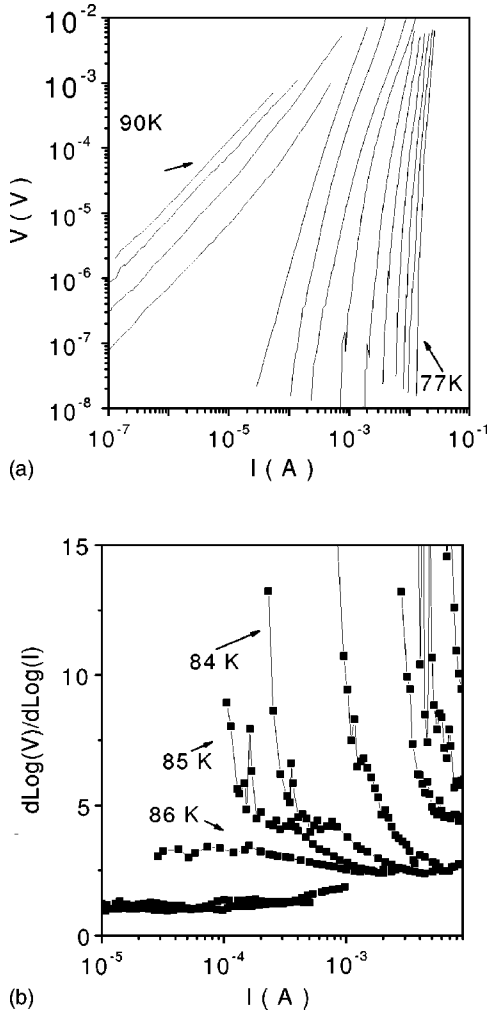 10^-2
10^-3
90K
10^-4
V (V)
10^-5
10^-6
10^-7
77K
10^-8
10^-7 10^-5 10^-3 10^-1
(a) I (A)
15
84 K
10
dLog(V)/dLog(I)
85 K
5
86 K
0
10^-5 10^-4 10^-3
(b) I (A)